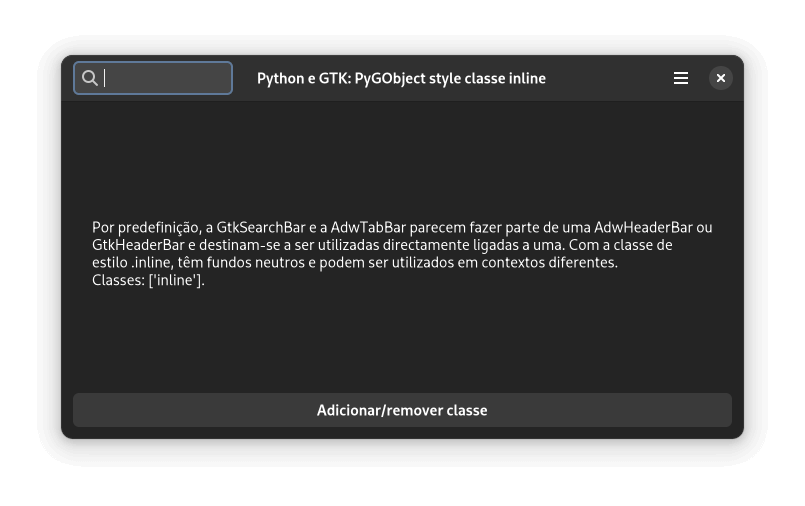 Python e GTK: PyGObject style classe inline
Por predefinição, a GtkSearchBar e a AdwTabBar parecem fazer parte de uma AdwHeaderBar ou
GtkHeaderBar e destinam-se a ser utilizadas directamente ligadas a uma. Com a classe de
estilo .inline, têm fundos neutros e podem ser utilizados em contextos diferentes.
Classes: ['inline'].
Adicionar/remover classe